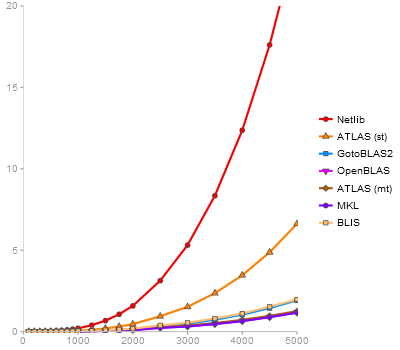 20
15
10
5
0
0 1000 2000 3000 4000 5000
Netlib
ATLAS (st)
GotoBLAS2
OpenBLAS
ATLAS (mt)
MKL
BLIS